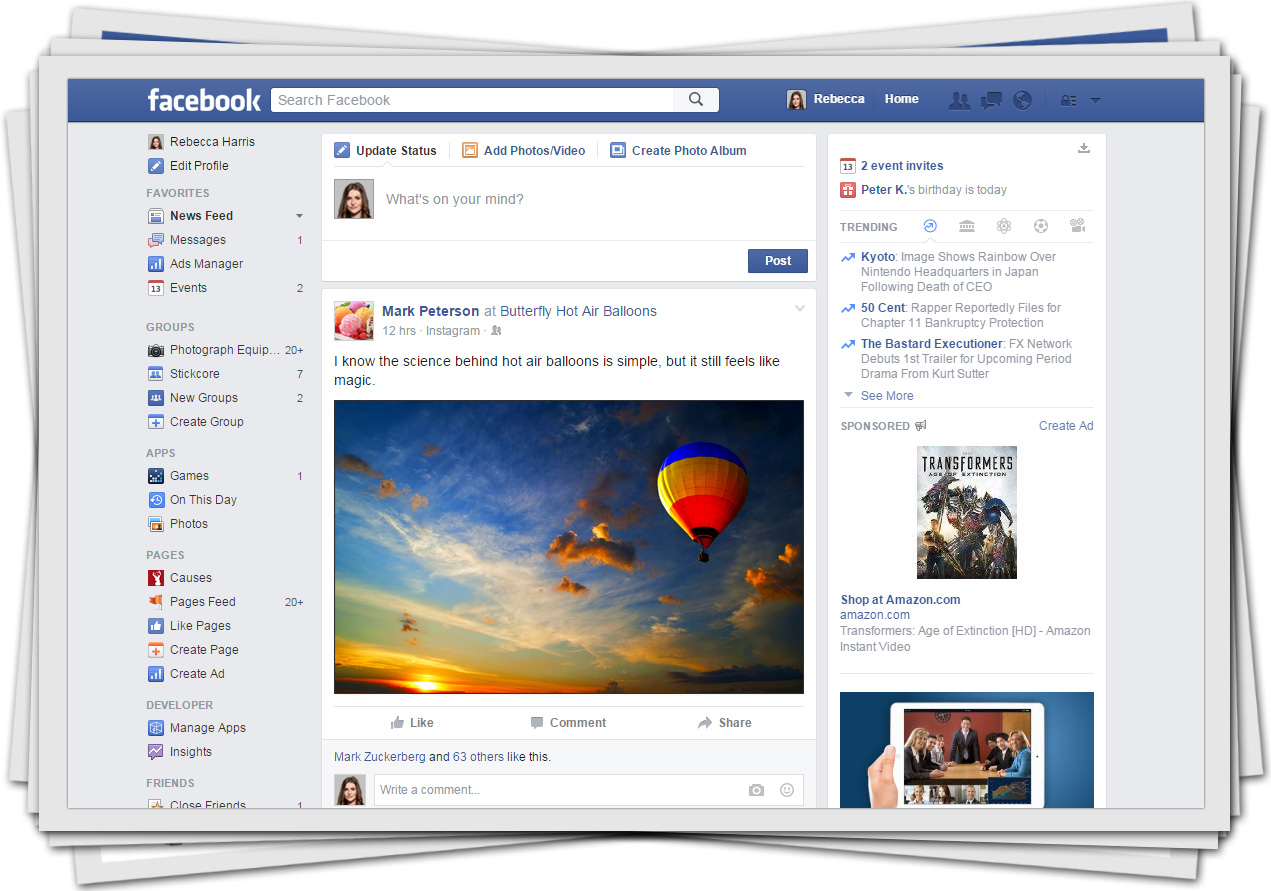 facebook
Search Facebook
Rebecca
Home
Rebecca Harris
Edit Profile
FAVORITES
News Feed
Messages 1
Ads Manager
13 Events 2
GROUPS
Photograph Equip... 20+
Stickcore 7
New Groups 2
Create Group
APPS
Games 1
On This Day
Photos
PAGES
Causes
Pages Feed 20+
Like Pages
Create Page
Create Ad
DEVELOPER
Manage Apps
Insights
FRIENDS
Close Friends 1
Update Status
Add Photos/Video
Create Photo Album
What's on your mind?
Post
Mark Peterson at Butterfly Hot Air Balloons
12 hrs · Instagram ·
I know the science behind hot air balloons is simple, but it still feels like
magic.
Like
Comment
Share
Mark Zuckerberg and 63 others like this.
Write a comment...
13 2 event invites
Peter K.'s birthday is today
TRENDING
Kyoto: Image Shows Rainbow Over
Nintendo Headquarters in Japan
Following Death of CEO
50 Cent: Rapper Reportedly Files for
Chapter 11 Bankruptcy Protection
The Bastard Executioner: FX Network
Debuts 1st Trailer for Upcoming Period
Drama From Kurt Sutter
See More
SPONSORED
Create Ad
TRANSFORMERS
AGE OF EXTINCTION
Shop at Amazon.com
amazon.com
Transformers: Age of Extinction [HD] - Amazon
Instant Video